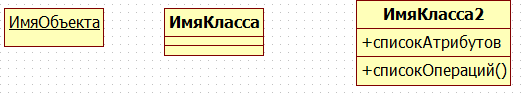 ИмяОбъекта
ИмяКласса
ИмяКласса2
+списокАтрибутов
+списокОпераций()